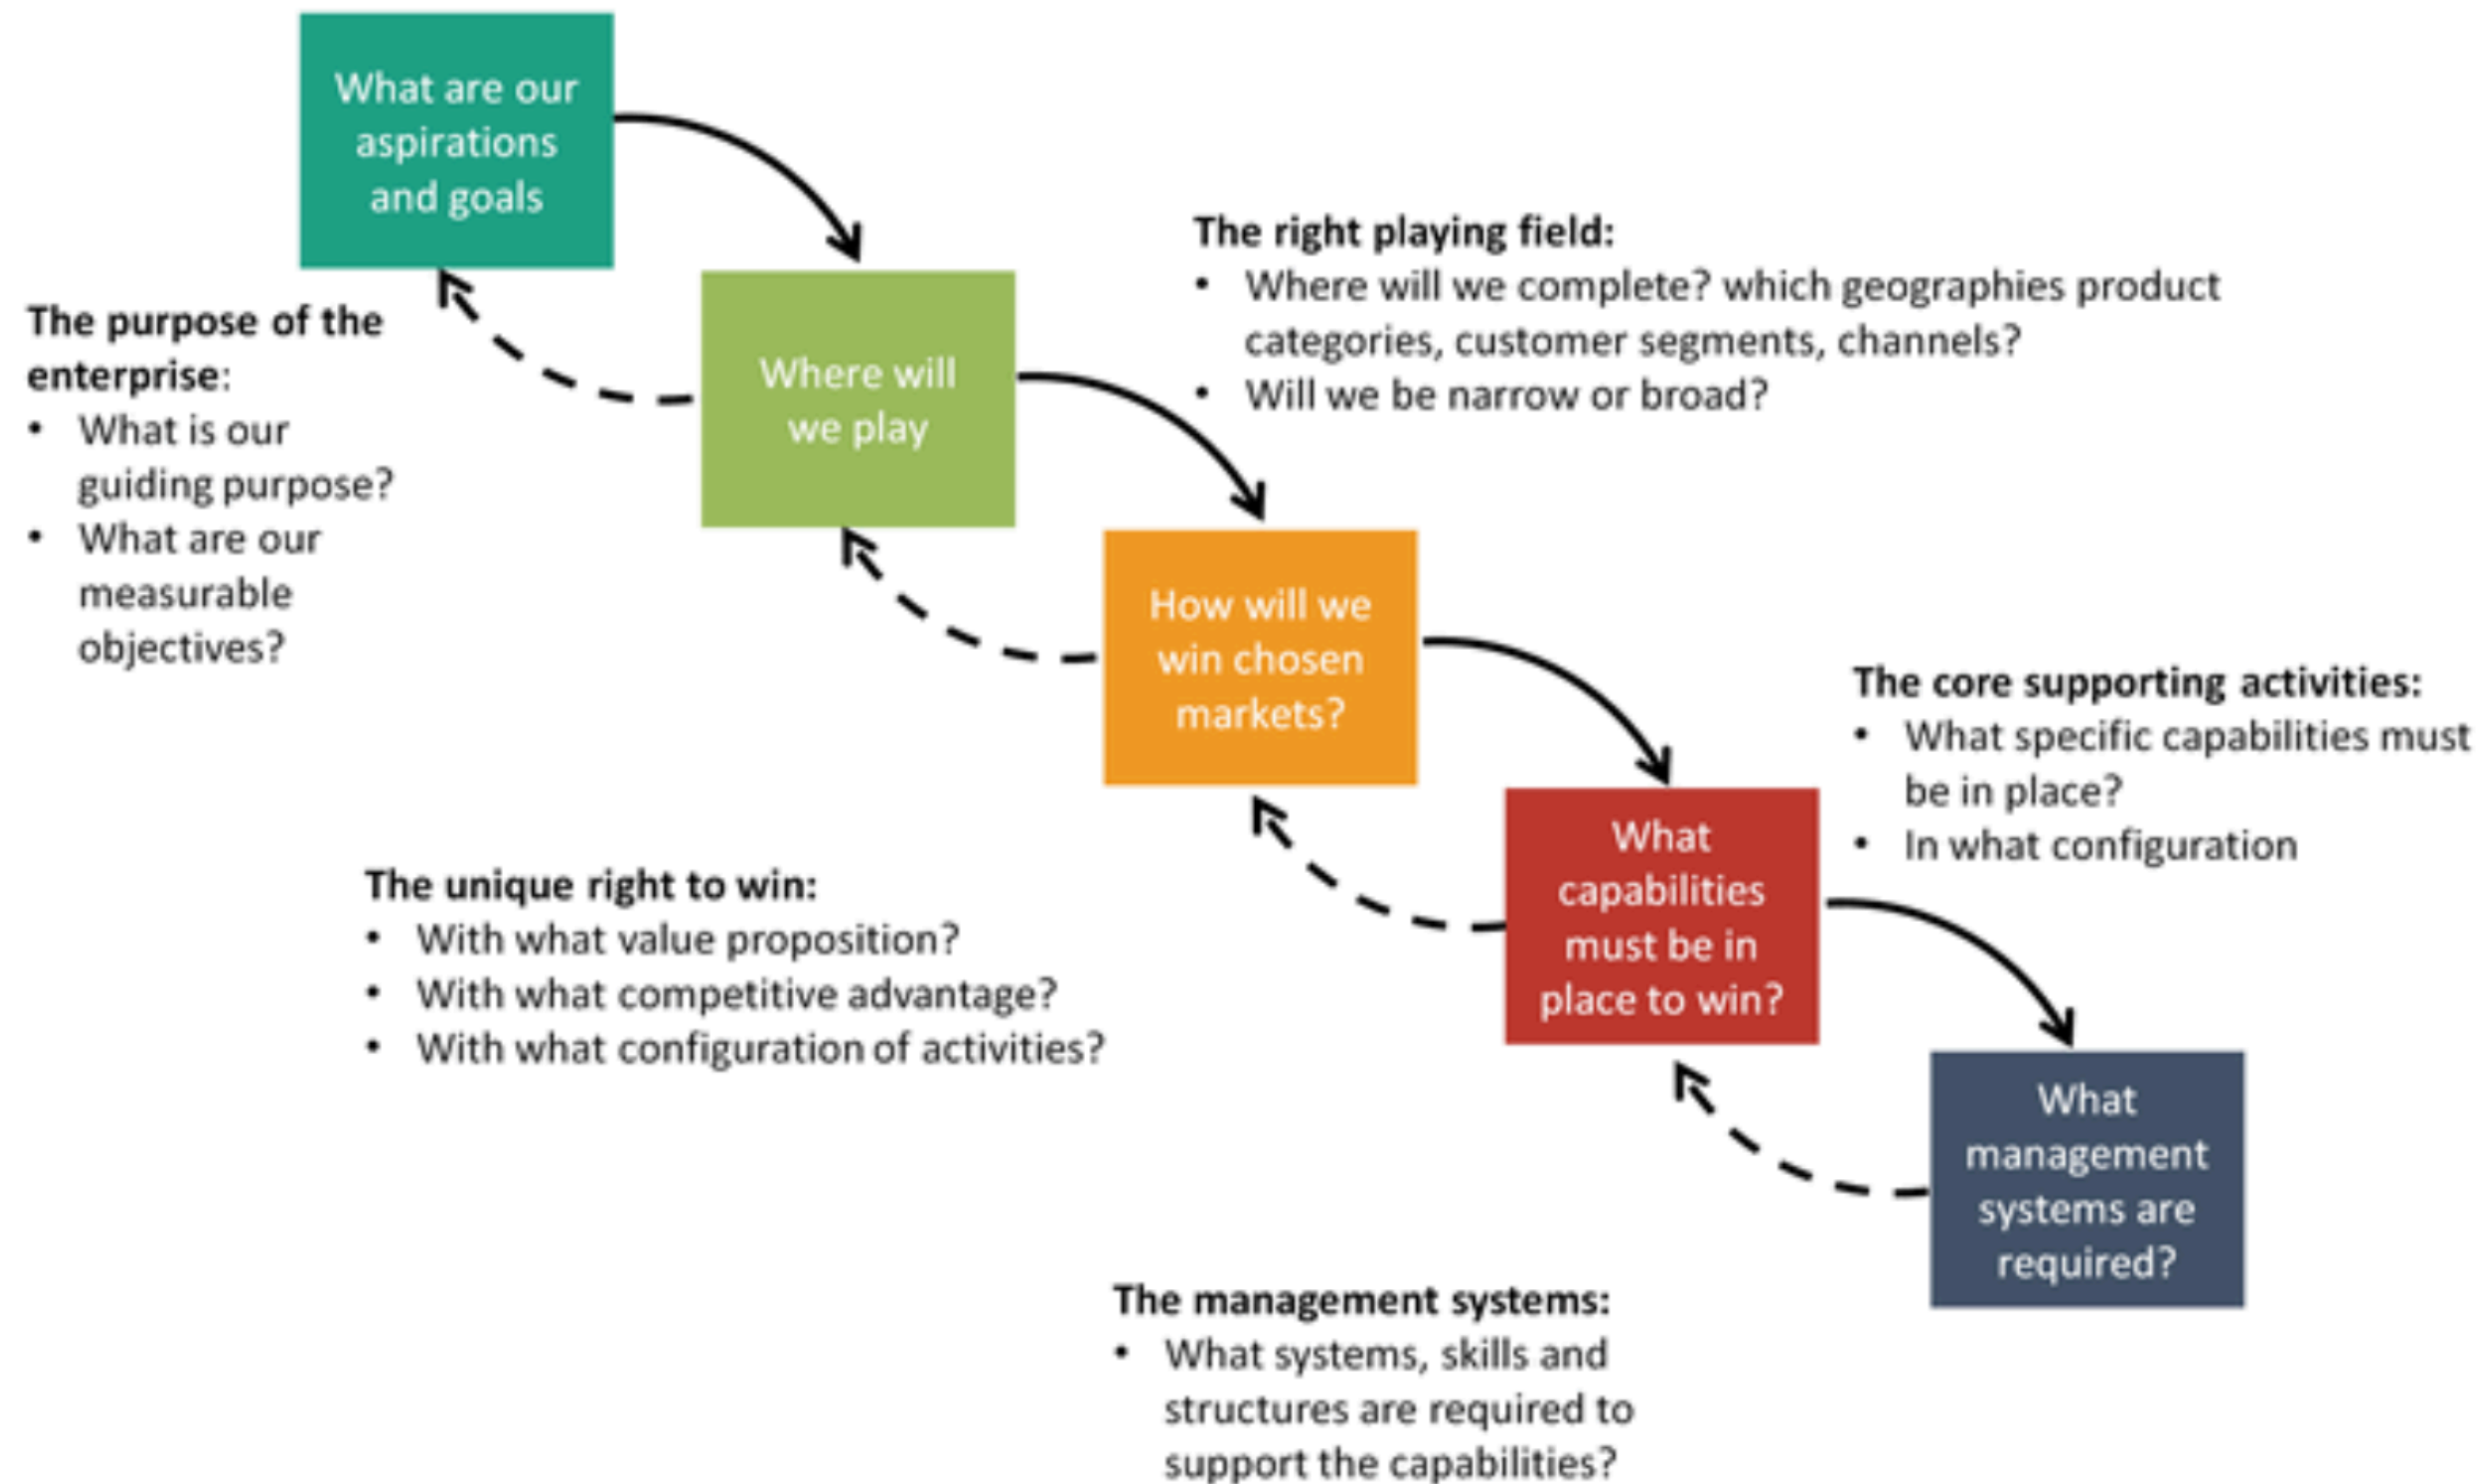 What are our
aspirations
and goals
The purpose of the
enterprise:
• What is our
guiding purpose?
• What are our
measurable
objectives?
Where will
we play
The right playing field:
• Where will we complete? which geographies product
categories, customer segments, channels?
• Will we be narrow or broad?
How will we
win chosen
markets?
The unique right to win:
• With what value proposition?
• With what competitive advantage?
• With what configuration of activities?
What
capabilities
must be in
place to win?
The core supporting activities:
• What specific capabilities must
be in place?
• In what configuration
What
management
systems are
required?
The management systems:
• What systems, skills and
structures are required to
support the capabilities?